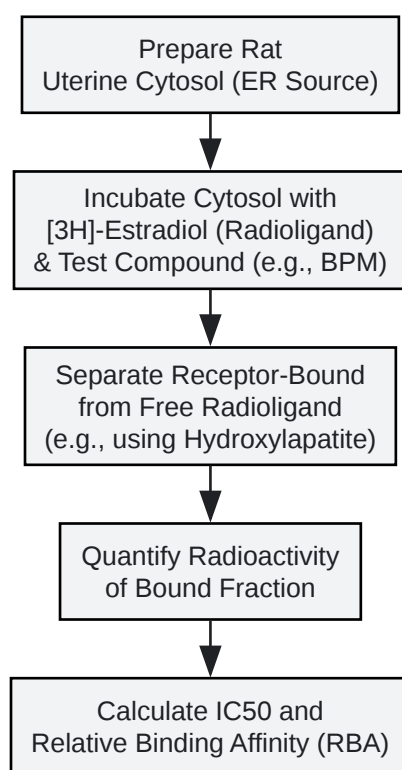 Prepare Rat
Uterine Cytosol (ER Source)
Incubate Cytosol with
[3H]-Estradiol (Radioligand)
& Test Compound (e.g., BPM)
Separate Receptor-Bound
from Free Radioligand
(e.g., using Hydroxylapatite)
Quantify Radioactivity
of Bound Fraction
Calculate IC50 and
Relative Binding Affinity (RBA)